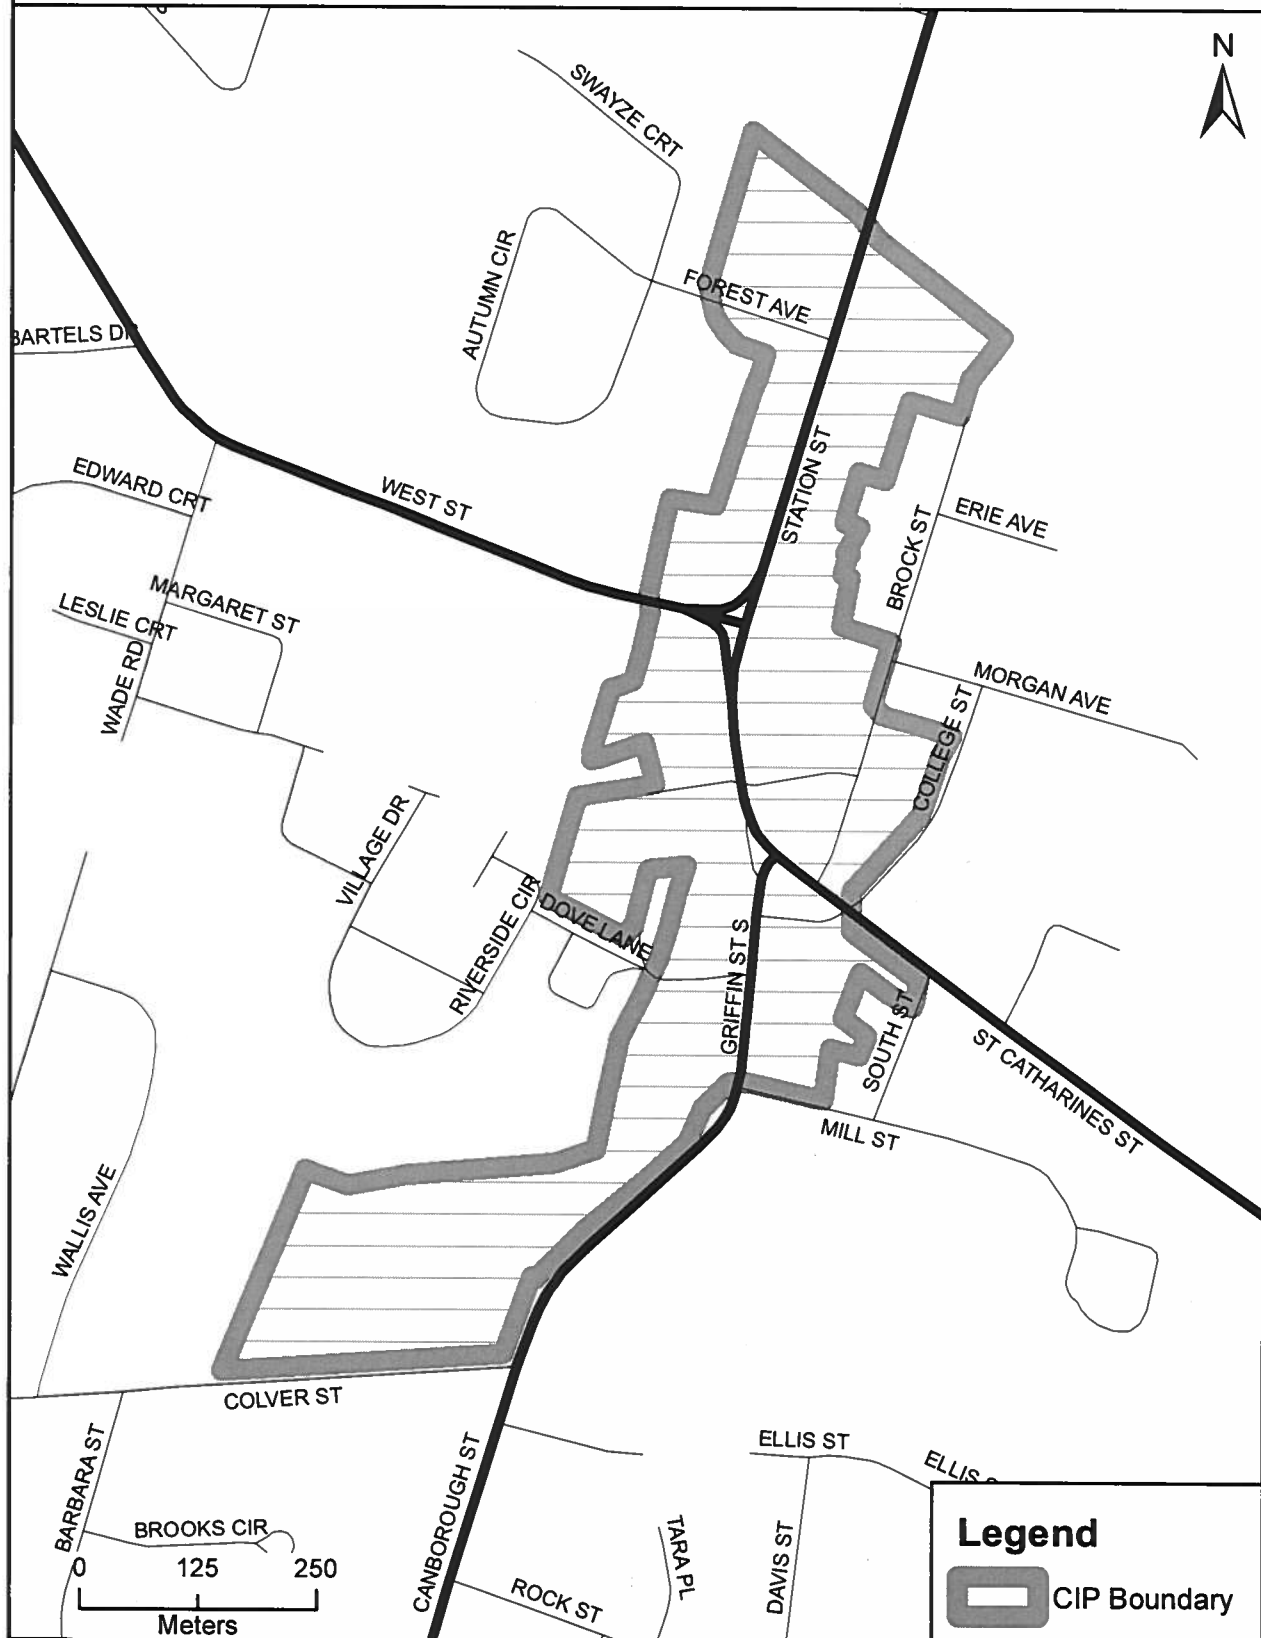 N
SWAYZE CRT
AUTUMN CIR
FOREST AVE
BARTELS DR
STATION ST
EDWARD CRT
WEST ST
ERIE AVE
BROCK ST
MARGARET ST
LESLIE CRT
WADE RD
MORGAN AVE
COLLEGE ST
VILLAGE DR
RIVERSIDE CIR
DOVE LANE
GRIFFIN ST S
SOUTH ST
ST CATHARINES ST
MILL ST
WALLIS AVE
COLVER ST
BARBARA ST
CANBOROUGH ST
ELLIS ST
ELLIS
BROOKS CIR
TARA PL
DAVIS ST
ROCK ST
0 125 250
Meters
Legend
CIP Boundary